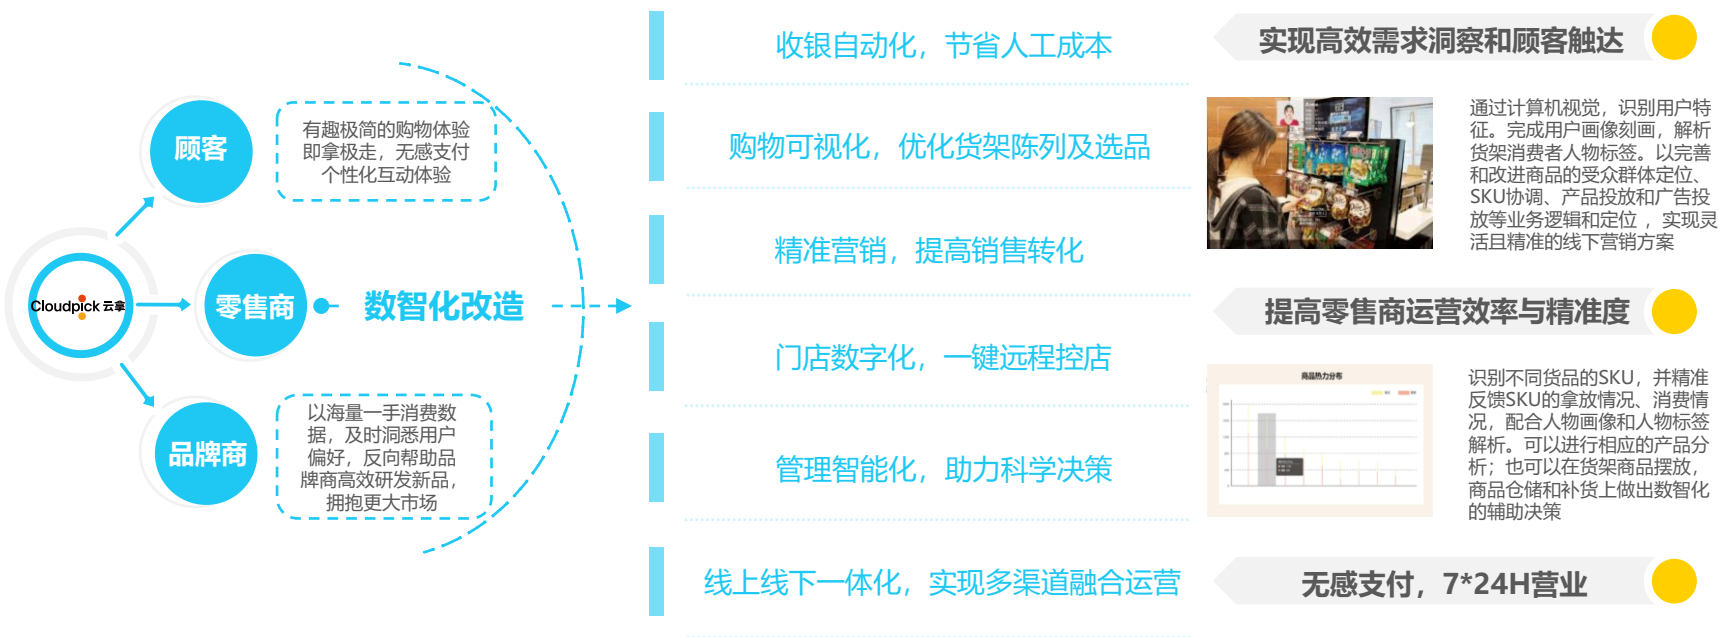 顾客
有趣极简的购物体验
即拿极走，无感支付
个性化互动体验
Cloudpick 云拿
零售商
数智化改造
品牌商
以海量一手消费数
据，及时洞悉用户
偏好，反向帮助品
牌商高效研发新品，
拥抱更大市场
收银自动化，节省人工成本
购物可视化，优化货架陈列及选品
精准营销，提高销售转化
门店数字化，一键远程控店
管理智能化，助力科学决策
线上线下一体化，实现多渠道融合运营
实现高效需求洞察和顾客触达
通过计算机视觉，识别用户特
征。完成用户画像刻画，解析
货架消费者人物标签。以完善
和改进商品的受众群体定位、
SKU协调、产品投放和广告投
放等业务逻辑和定位 ，实现灵
活且精准的线下营销方案
提高零售商运营效率与精准度
商品热力分布
识别不同货品的SKU，并精准
反馈SKU的拿放情况、消费情
况，配合人物画像和人物标签
解析。可以进行相应的产品分
析；也可以在货架商品摆放，
商品仓储和补货上做出数智化
的辅助决策
无感支付，7*24H营业